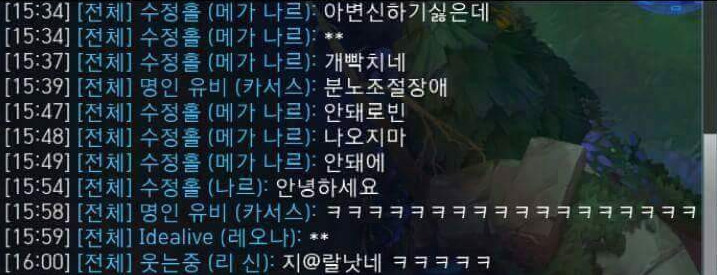 [15:34] [전체] 수정홀 (메가 나르): 아변신하기싫은데
[15:34] [전체] 수정홀 (메가 나르): **
[15:37] [전체] 수정홀 (메가 나르): 개빡치네
[15:39] [전체] 명인 유비 (카서스): 분노조절장애
[15:47] [전체] 수정홀 (메가 나르): 안돼로빈
[15:48] [전체] 수정홀 (메가 나르): 나오지마
[15:49] [전체] 수정홀 (메가 나르): 안돼에
[15:54] [전체] 수정홀 (나르): 안녕하세요
[15:58] [전체] 명인 유비 (카서스): ㅋㅋㅋㅋㅋㅋㅋㅋㅋㅋㅋㅋㅋㅋㅋㅋㅋㅋ
[15:59] [전체] Idealive (레오나): **
[16:00] [전체] 웃는중 (리 신): 지@랄낫네 ㅋㅋㅋㅋㅋ